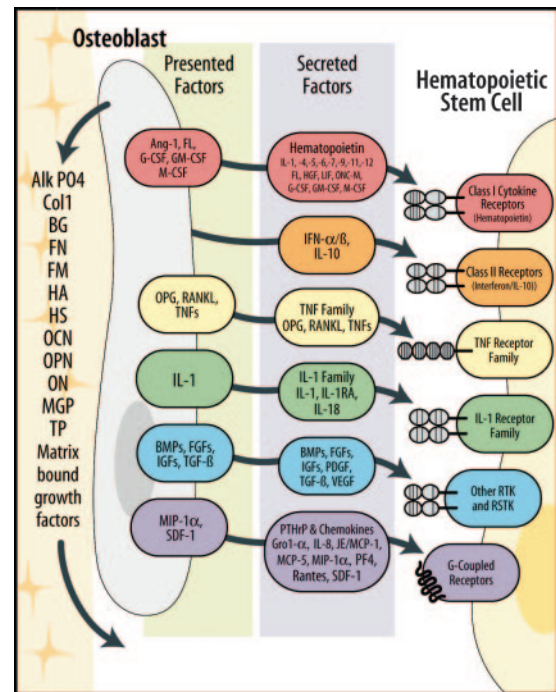 Osteoblast
Presented
Factors
Secreted
Factors
Hematopoietic
Stem Cell
Alk PO4
Col1
BG
FN
FM
HA
HS
OCN
OPN
ON
MGP
TP
Matrix
bound
growth
factors
Ang-1, FL,
G-CSF, GM-CSF
M-CSF
Hematopoietin
IL-1, -4,-5,-6,-7,-9,-11,-12
FL, HGF, LIF, ONC-M,
G-CSF, GM-CSF, M-CSF
Class I Cytokine
Receptors
(Hematopoietin)
IFN-α/ß,
IL-10
Class II Receptors
(Interferon/IL-10)
OPG, RANKL,
TNFs
TNF Family
OPG, RANKL, TNFs
TNF Receptor
Family
IL-1
IL-1 Family
IL-1, IL-1RA,
IL-18
IL-1 Receptor
Family
BMPs, FGFs,
IGFs, TGF-ß
BMPs, FGFs,
IGFs, PDGF,
TGF-ß, VEGF
Other RTK
and RSTK
MIP-1α,
SDF-1
PTHrP & Chemokines
Gro1-α, IL-8, JE/MCP-1,
MCP-5, MIP-1α, PF4,
Rantes, SDF-1
G-Coupled
Receptors